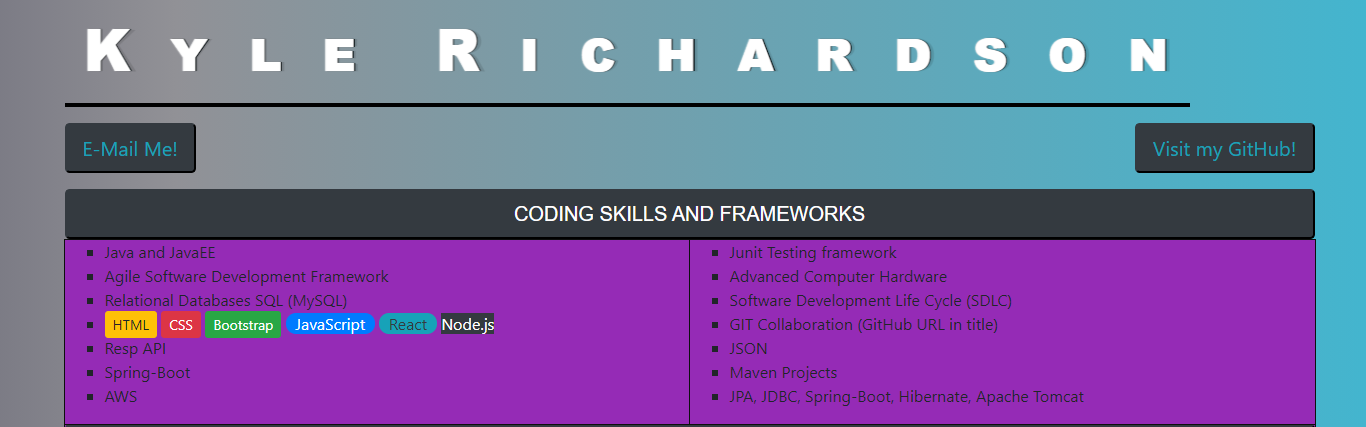 KYLE RICHARDSON
E-Mail Me!
Visit my GitHub!
CODING SKILLS AND FRAMEWORKS
Java and JavaEE
Agile Software Development Framework
Relational Databases SQL (MySQL)
HTML CSS Bootstrap JavaScript React Node.js
Resp API
Spring-Boot
AWS
Junit Testing framework
Advanced Computer Hardware
Software Development Life Cycle (SDLC)
GIT Collaboration (GitHub URL in title)
JSON
Maven Projects
JPA, JDBC, Spring-Boot, Hibernate, Apache Tomcat